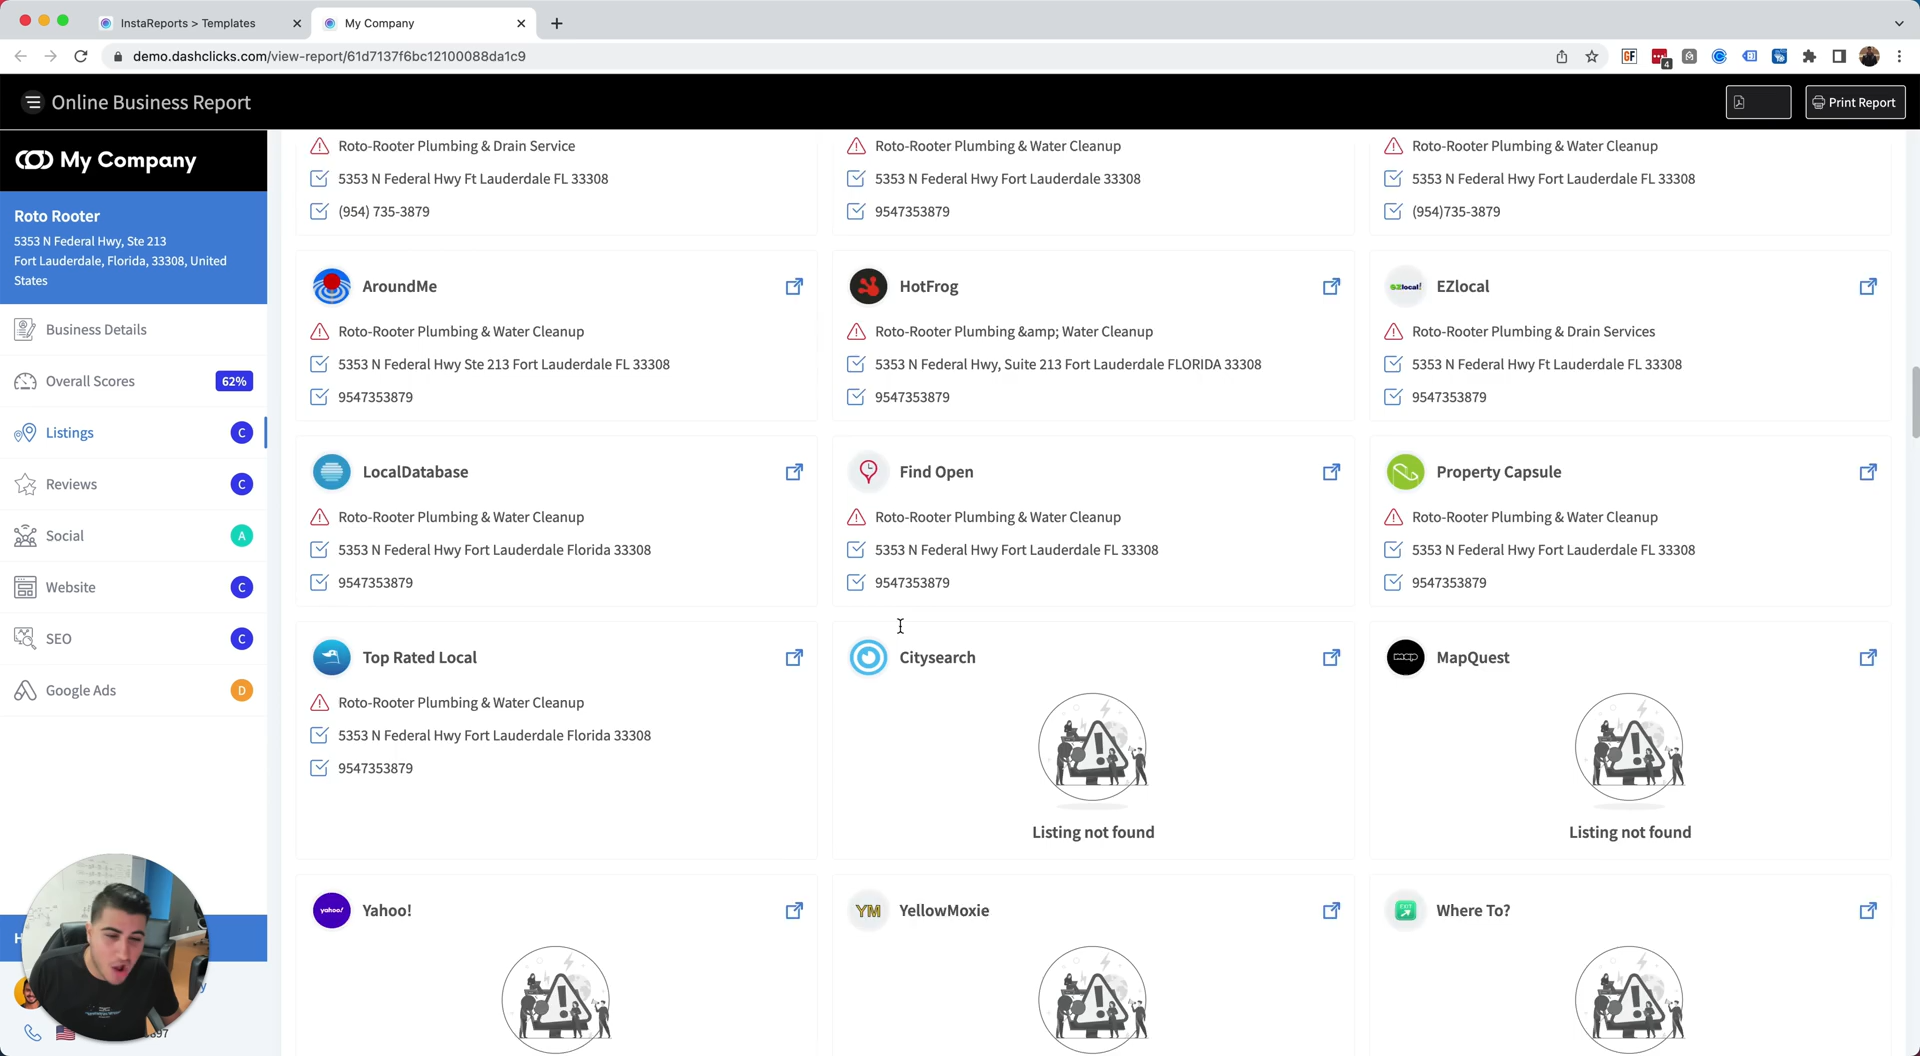 InstaReports > Templates
My Company
demo.dashclicks.com/view-report/61d7137f6bc12100088da1c9
GF
4
Online Business Report
Print Report
My Company
Roto Rooter
5353 N Federal Hwy, Ste 213
Fort Lauderdale, Florida, 33308, United
States
Business Details
Overall Scores
62%
Listings
C
Reviews
C
Social
A
Website
C
SEO
C
Google Ads
D
H
y
897
Roto-Rooter Plumbing & Drain Service
5353 N Federal Hwy Ft Lauderdale FL 33308
(954) 735-3879
Roto-Rooter Plumbing & Water Cleanup
5353 N Federal Hwy Fort Lauderdale 33308
9547353879
Roto-Rooter Plumbing & Water Cleanup
5353 N Federal Hwy Fort Lauderdale FL 33308
(954)735-3879
AroundMe
Roto-Rooter Plumbing & Water Cleanup
5353 N Federal Hwy Ste 213 Fort Lauderdale FL 33308
9547353879
HotFrog
Roto-Rooter Plumbing &amp; Water Cleanup
5353 N Federal Hwy, Suite 213 Fort Lauderdale FLORIDA 33308
9547353879
EZlocal!
EZlocal
Roto-Rooter Plumbing & Drain Services
5353 N Federal Hwy Ft Lauderdale FL 33308
9547353879
LocalDatabase
Roto-Rooter Plumbing & Water Cleanup
5353 N Federal Hwy Fort Lauderdale Florida 33308
9547353879
Find Open
Roto-Rooter Plumbing & Water Cleanup
5353 N Federal Hwy Fort Lauderdale FL 33308
9547353879
Property Capsule
Roto-Rooter Plumbing & Water Cleanup
5353 N Federal Hwy Fort Lauderdale FL 33308
9547353879
Top Rated Local
Roto-Rooter Plumbing & Water Cleanup
5353 N Federal Hwy Fort Lauderdale Florida 33308
9547353879
Citysearch
Listing not found
MapQuest
Listing not found
yahoo!
Yahoo!
YM
YellowMoxie
EXIT
Where To?